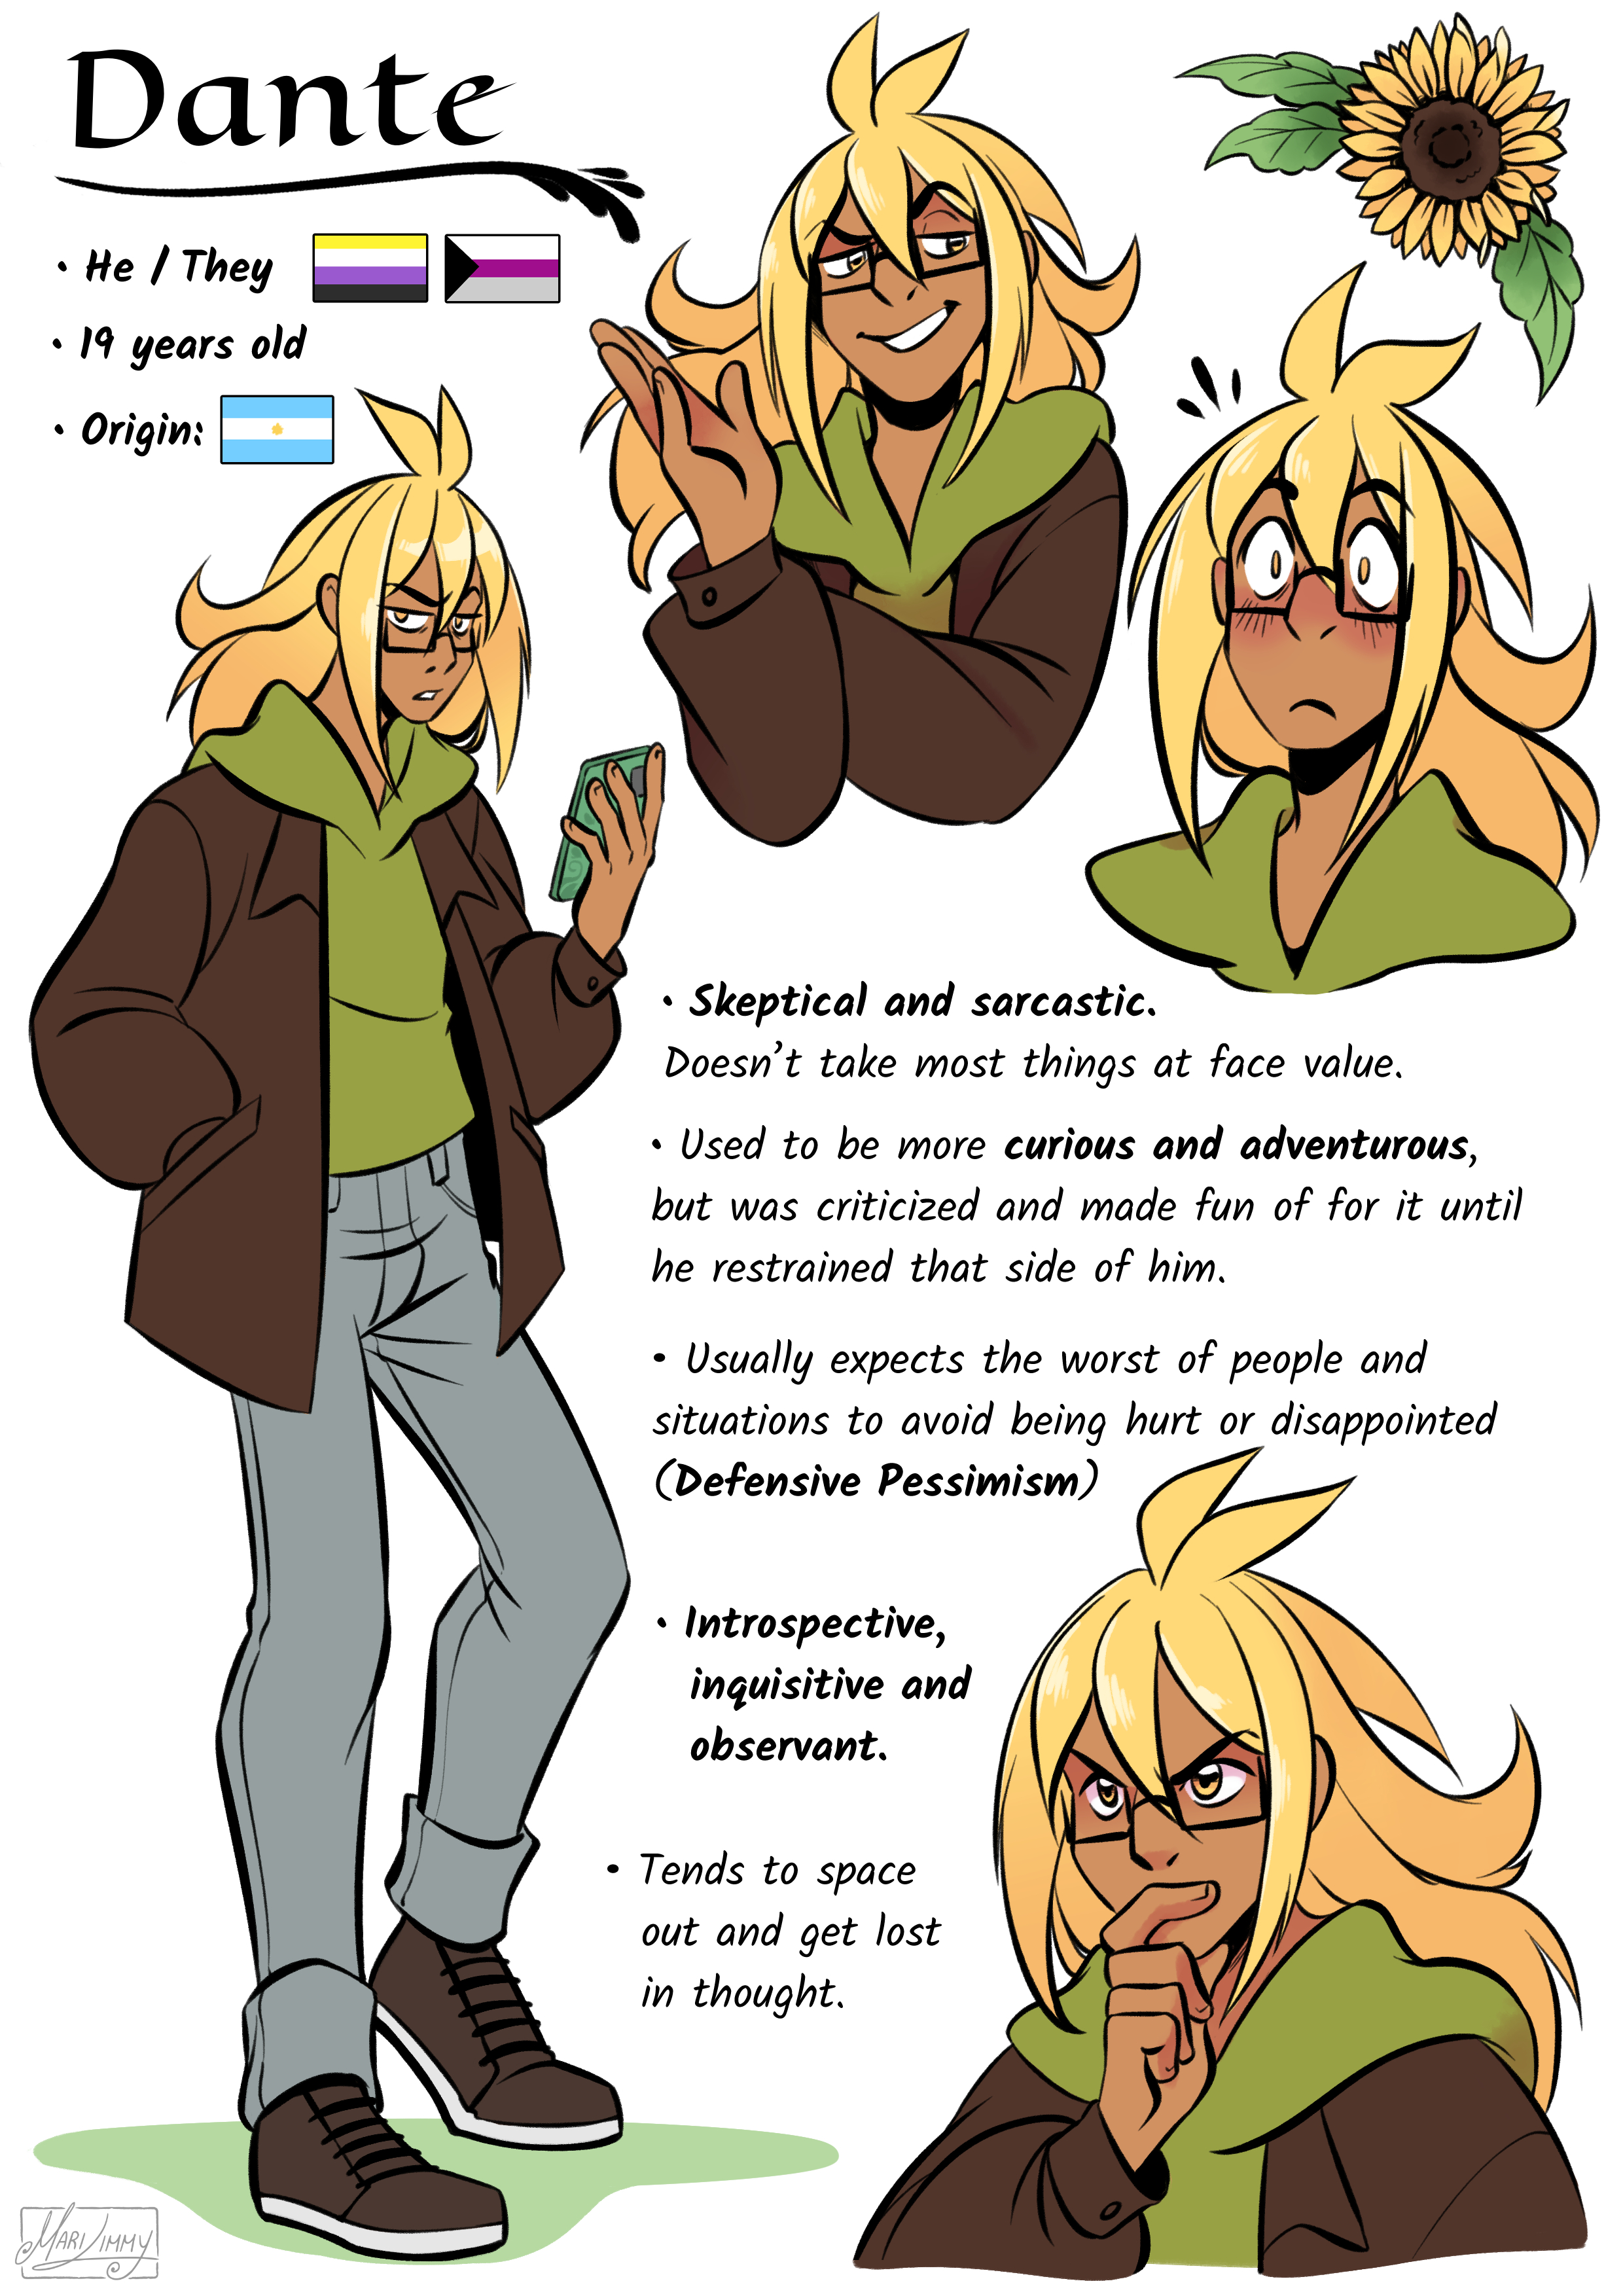 Dante
• He / They
• 19 years old
• Origin:
• Skeptical and sarcastic.
Doesn't take most things at face value.
• Used to be more curious and adventurous,
but was criticized and made fun of for it until
he restrained that side of him.
• Usually expects the worst of people and
situations to avoid being hurt or disappointed
(Defensive Pessimism)
• Introspective,
inquisitive and
observant.
• Tends to space
out and get lost
in thought.
MARI JIMMY